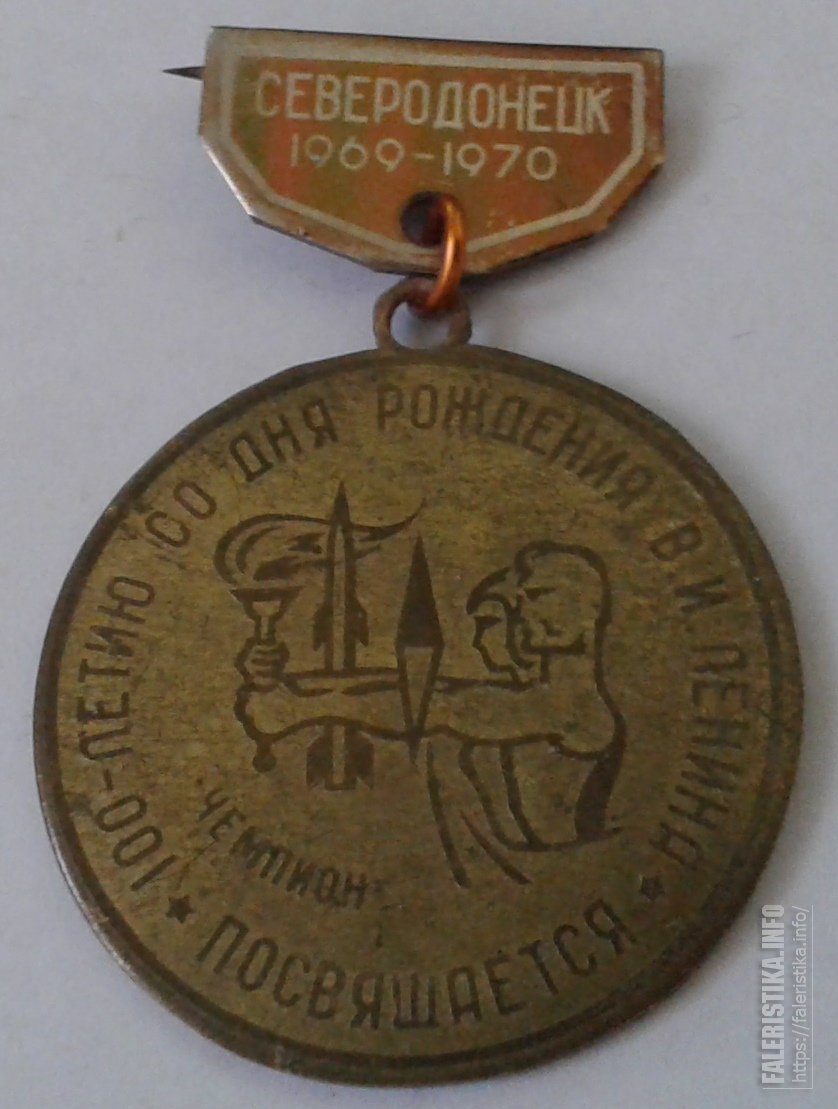 СЕВЕРОДОНЕЦК
1969-1970
100-ЛЕТИЮ СО ДНЯ РОЖДЕНИЯ В.И. ЛЕНИНА
ПОСВЯЩАЕТСЯ
ЧЕМПИОН
FALERISTIKA.INFO
https://faleristika.info/